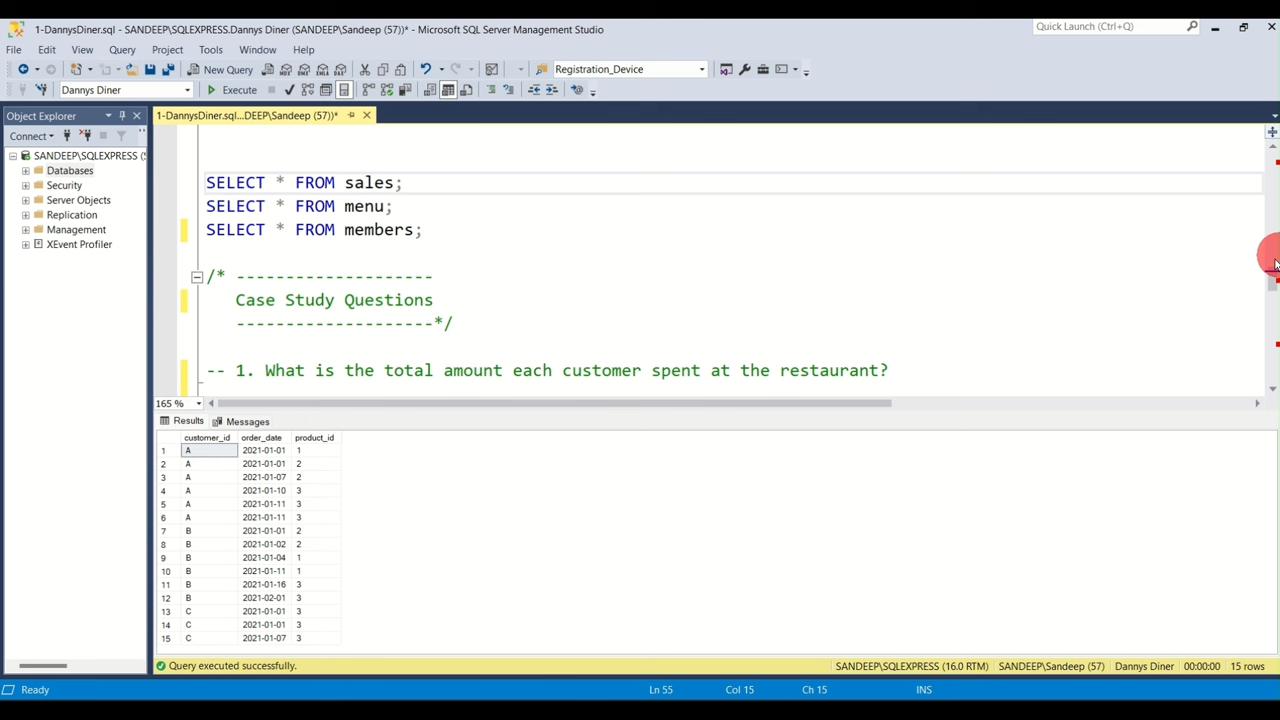 1-DannysDiner.sql - SANDEEP\SQLEXPRESS.Dannys Diner (SANDEEP\Sandeep (57))* - Microsoft SQL Server Management Studio
Quick Launch (Ctrl+Q)
File Edit View Query Project Tools Window Help
New Query
Registration_Device
Dannys Diner
Execute
Object Explorer
1-DannysDiner.sql...DEEP\Sandeep (57))*
Connect
SANDEEP\SQLEXPRESS (S
Databases
Security
Server Objects
Replication
Management
XEvent Profiler
SELECT * FROM sales;
SELECT * FROM menu;
SELECT * FROM members;
/* --------------------
Case Study Questions
--------------------*/
-- 1. What is the total amount each customer spent at the restaurant?
165 %
Results Messages
customer_id order_date product_id
1 A 2021-01-01 1
2 A 2021-01-01 2
3 A 2021-01-07 2
4 A 2021-01-10 3
5 A 2021-01-11 3
6 A 2021-01-11 3
7 B 2021-01-01 2
8 B 2021-01-02 2
9 B 2021-01-04 1
10 B 2021-01-11 1
11 B 2021-01-16 3
12 B 2021-02-01 3
13 C 2021-01-01 3
14 C 2021-01-01 3
15 C 2021-01-07 3
Query executed successfully.
SANDEEP\SQLEXPRESS (16.0 RTM) SANDEEP\Sandeep (57) Dannys Diner 00:00:00 15 rows
Ready Ln 55 Col 15 Ch 15 INS